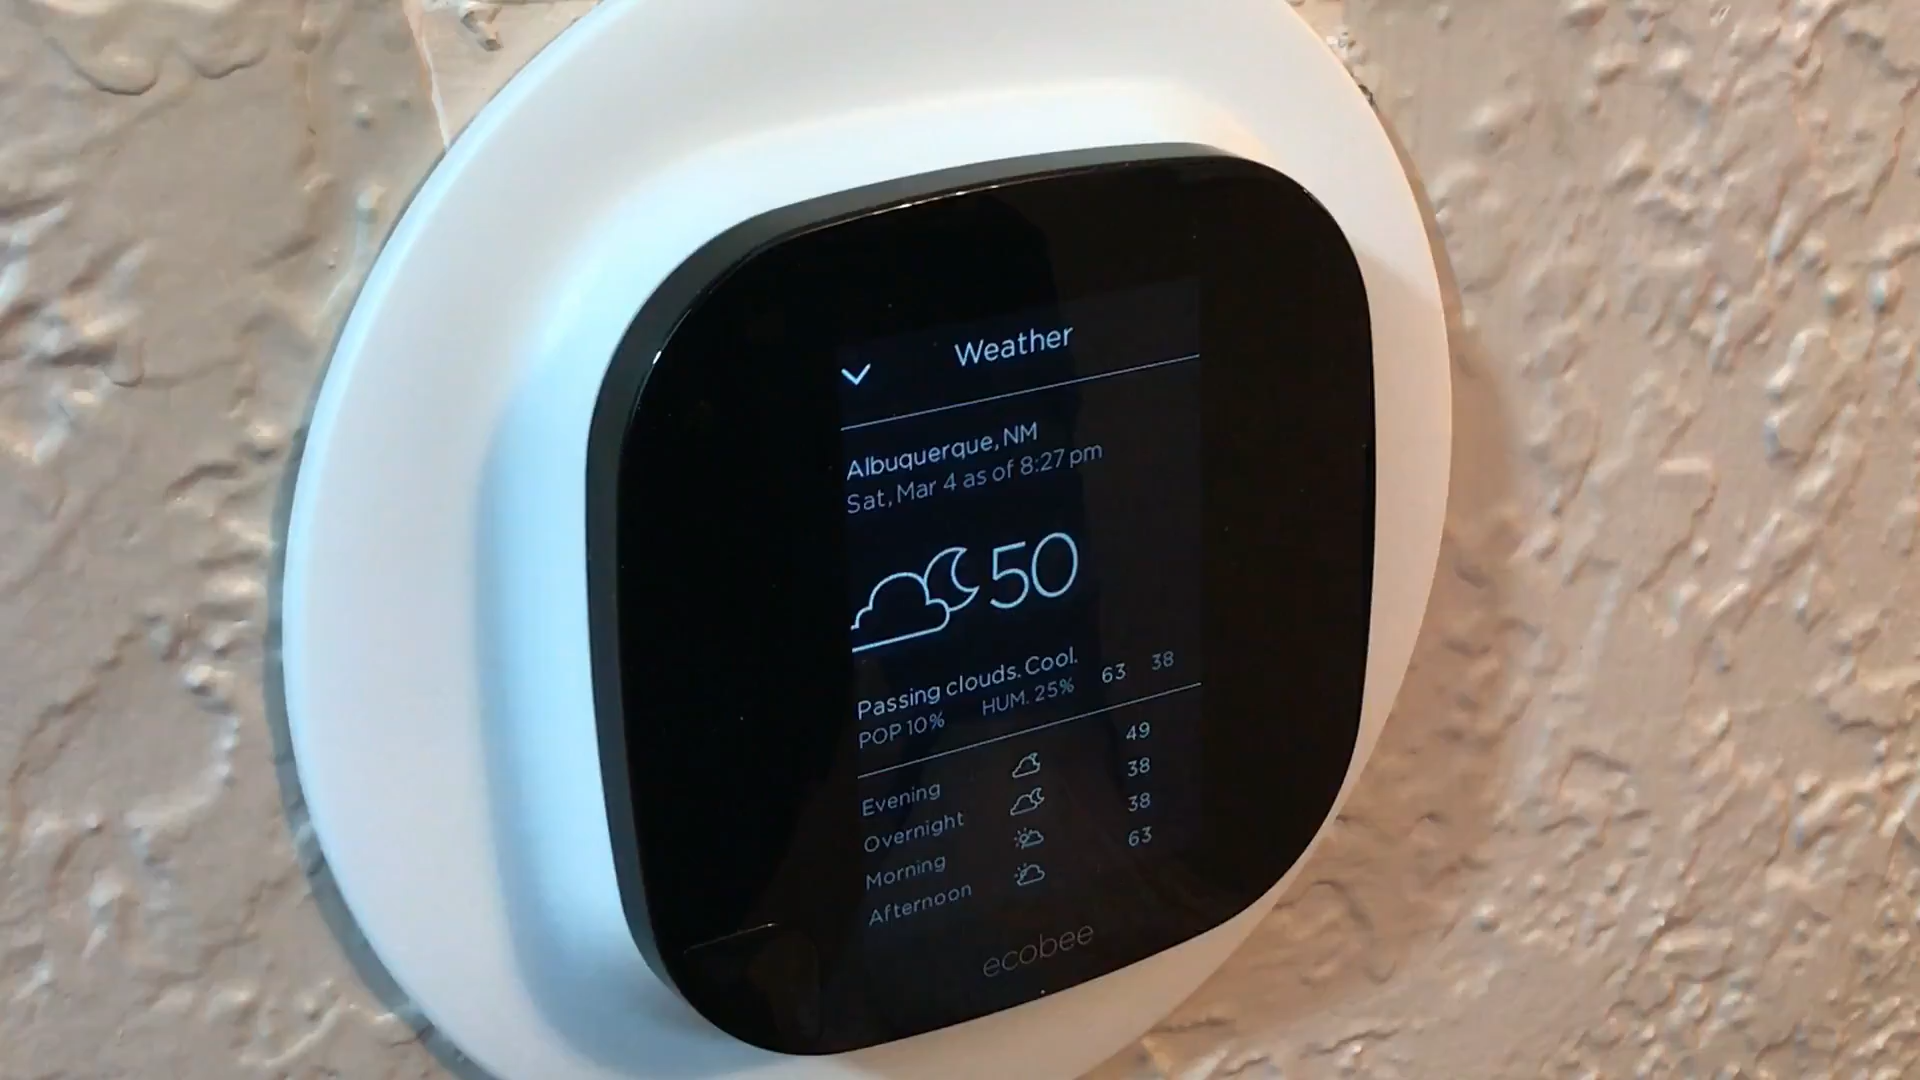 Weather
Albuquerque, NM
Sat, Mar 4 as of 8:27 pm
50
Passing clouds. Cool.
POP 10% HUM. 25% 63 38
Evening 49
Overnight 38
Morning 38
Afternoon 63
ecobee